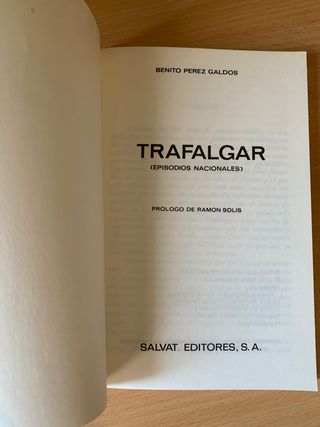 BENITO PEREZ GALDOS
TRAFALGAR
(EPISODIOS NACIONALES)
PROLOGO DE RAMON SOLIS
SALVAT EDITORES, S.A.